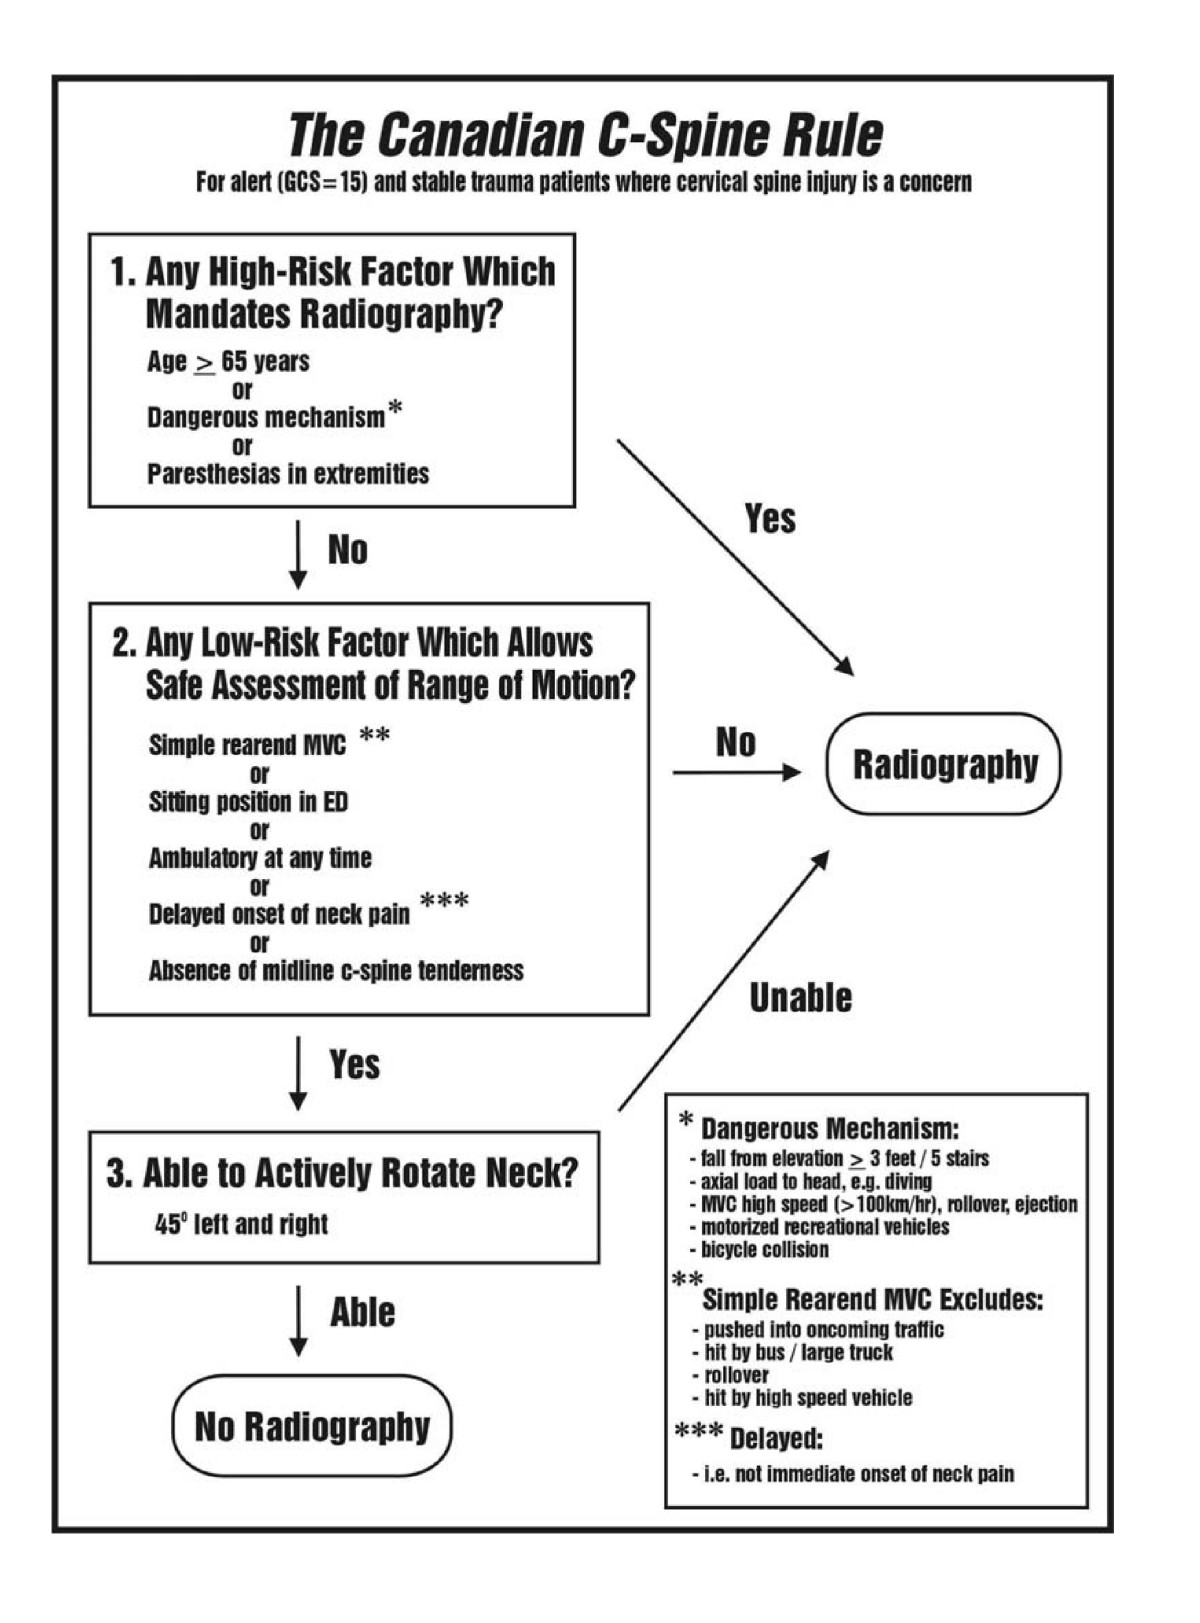 The Canadian C-Spine Rule
For alert (GCS=15) and stable trauma patients where cervical spine injury is a concern
1. Any High-Risk Factor Which
Mandates Radiography?
Age ≥ 65 years
or
Dangerous mechanism*
or
Paresthesias in extremities
Yes
No
2. Any Low-Risk Factor Which Allows
Safe Assessment of Range of Motion?
Simple rearend MVC **
or
Sitting position in ED
or
Ambulatory at any time
or
Delayed onset of neck pain ***
or
Absence of midline c-spine tenderness
No
Radiography
Unable
Yes
3. Able to Actively Rotate Neck?
45⁰ left and right
Able
No Radiography
* Dangerous Mechanism:
- fall from elevation ≥ 3 feet / 5 stairs
- axial load to head, e.g. diving
- MVC high speed (>100km/hr), rollover, ejection
- motorized recreational vehicles
- bicycle collision
** Simple Rearend MVC Excludes:
- pushed into oncoming traffic
- hit by bus / large truck
- rollover
- hit by high speed vehicle
*** Delayed:
- i.e. not immediate onset of neck pain